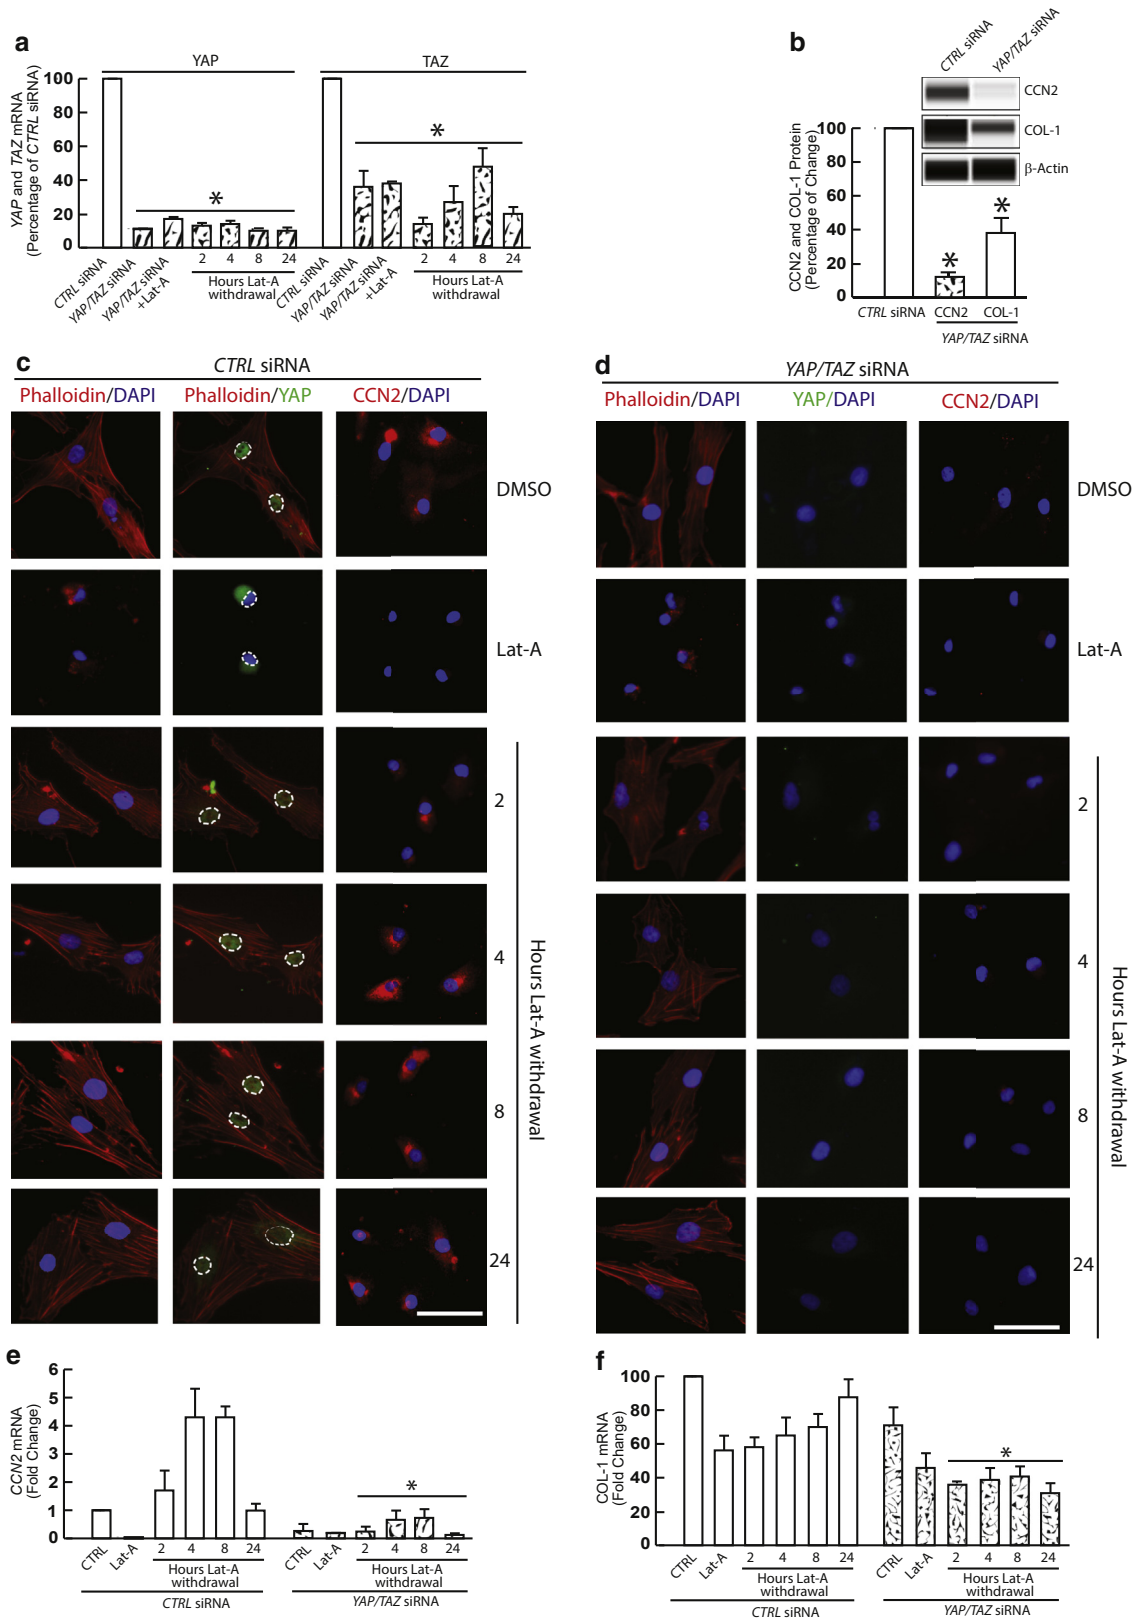 a
YAP
TAZ
YAP and TAZ mRNA
(Percentage of CTRL siRNA)
100
80
60
40
20
0
CTRL siRNA
YAP/TAZ siRNA
YAP/TAZ siRNA
+Lat-A
2 4 8 24
Hours Lat-A
withdrawal
CTRL siRNA
YAP/TAZ siRNA
YAP/TAZ siRNA
+Lat-A
2 4 8 24
Hours Lat-A
withdrawal
*
*
b
CTRL siRNA
YAP/TAZ siRNA
CCN2
COL-1
β-Actin
CCN2 and COL-1 Protein
(Percentage of Change)
100
80
60
40
20
0
*
*
CTRL siRNA
CCN2
COL-1
YAP/TAZ siRNA
c
CTRL siRNA
Phalloidin/DAPI
Phalloidin/YAP
CCN2/DAPI
DMSO
Lat-A
2
4
8
24
Hours Lat-A withdrawal
d
YAP/TAZ siRNA
Phalloidin/DAPI
YAP/DAPI
CCN2/DAPI
DMSO
Lat-A
2
4
8
24
Hours Lat-A withdrawal
e
CCN2 mRNA
(Fold Change)
6
5
4
3
2
1
0
*
CTRL
Lat-A
2 4 8 24
Hours Lat-A
withdrawal
CTRL siRNA
CTRL
Lat-A
2 4 8 24
Hours Lat-A
withdrawal
YAP/TAZ siRNA
f
COL-1 mRNA
(Fold Change)
100
80
60
40
20
0
*
CTRL
Lat-A
2 4 8 24
Hours Lat-A
withdrawal
CTRL siRNA
CTRL
Lat-A
2 4 8 24
Hours Lat-A
withdrawal
YAP/TAZ siRNA